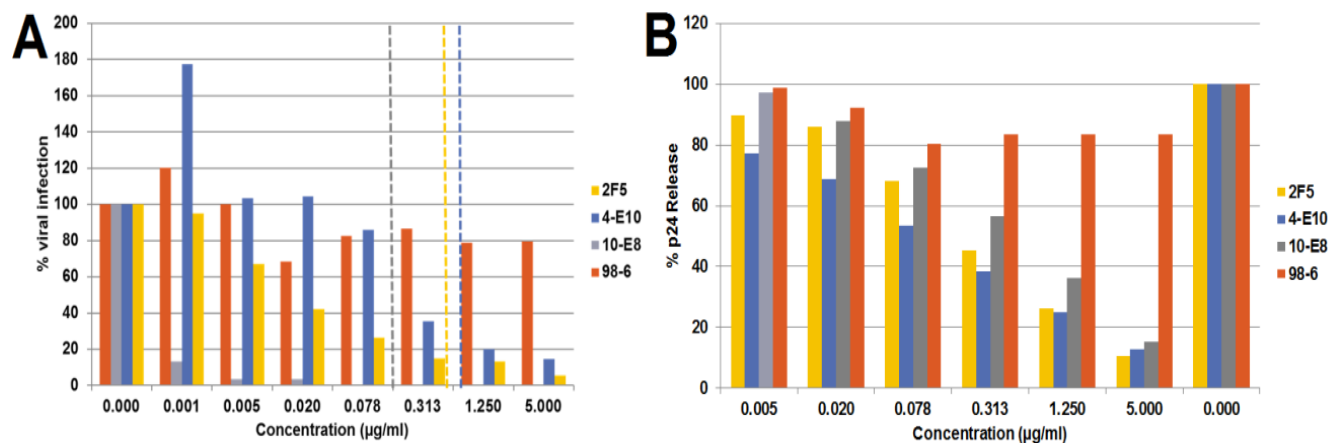 A
200
180
160
140
120
100
80
60
40
20
0
% viral infection
0.000 0.001 0.005 0.020 0.078 0.313 1.250 5.000
Concentration (µg/ml)
2F5
4-E10
10-E8
98-6
B
120
100
80
60
40
20
0
% p24 Release
0.005 0.020 0.078 0.313 1.250 5.000 0.000
Concentration (µg/ml)
2F5
4-E10
10-E8
98-6